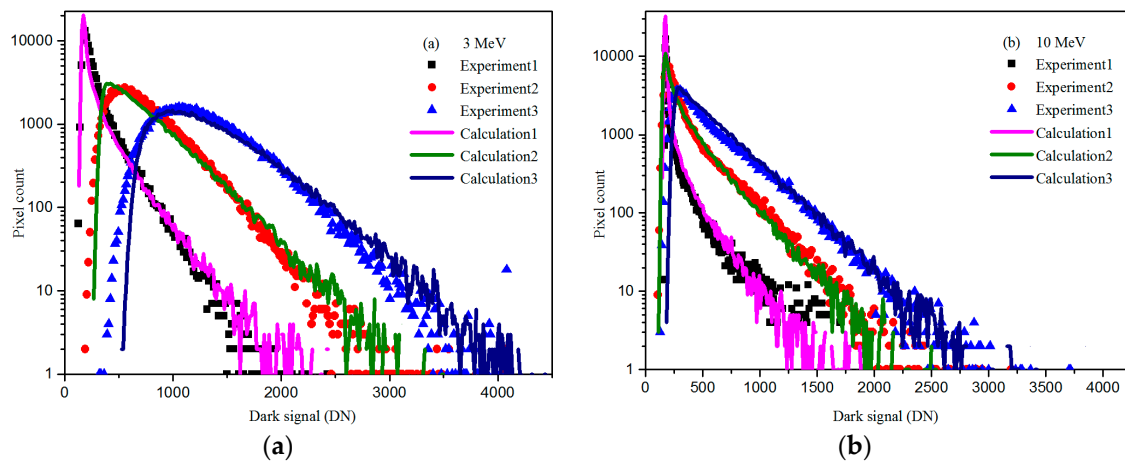 (a) 3 MeV
Experiment1
Experiment2
Experiment3
Calculation1
Calculation2
Calculation3
10000
1000
100
10
1
Pixel count
0 1000 2000 3000 4000
Dark signal (DN)
(a)
(b) 10 MeV
Experiment1
Experiment2
Experiment3
Calculation1
Calculation2
Calculation3
10000
1000
100
10
1
Pixel count
0 500 1000 1500 2000 2500 3000 3500 4000
Dark signal (DN)
(b)